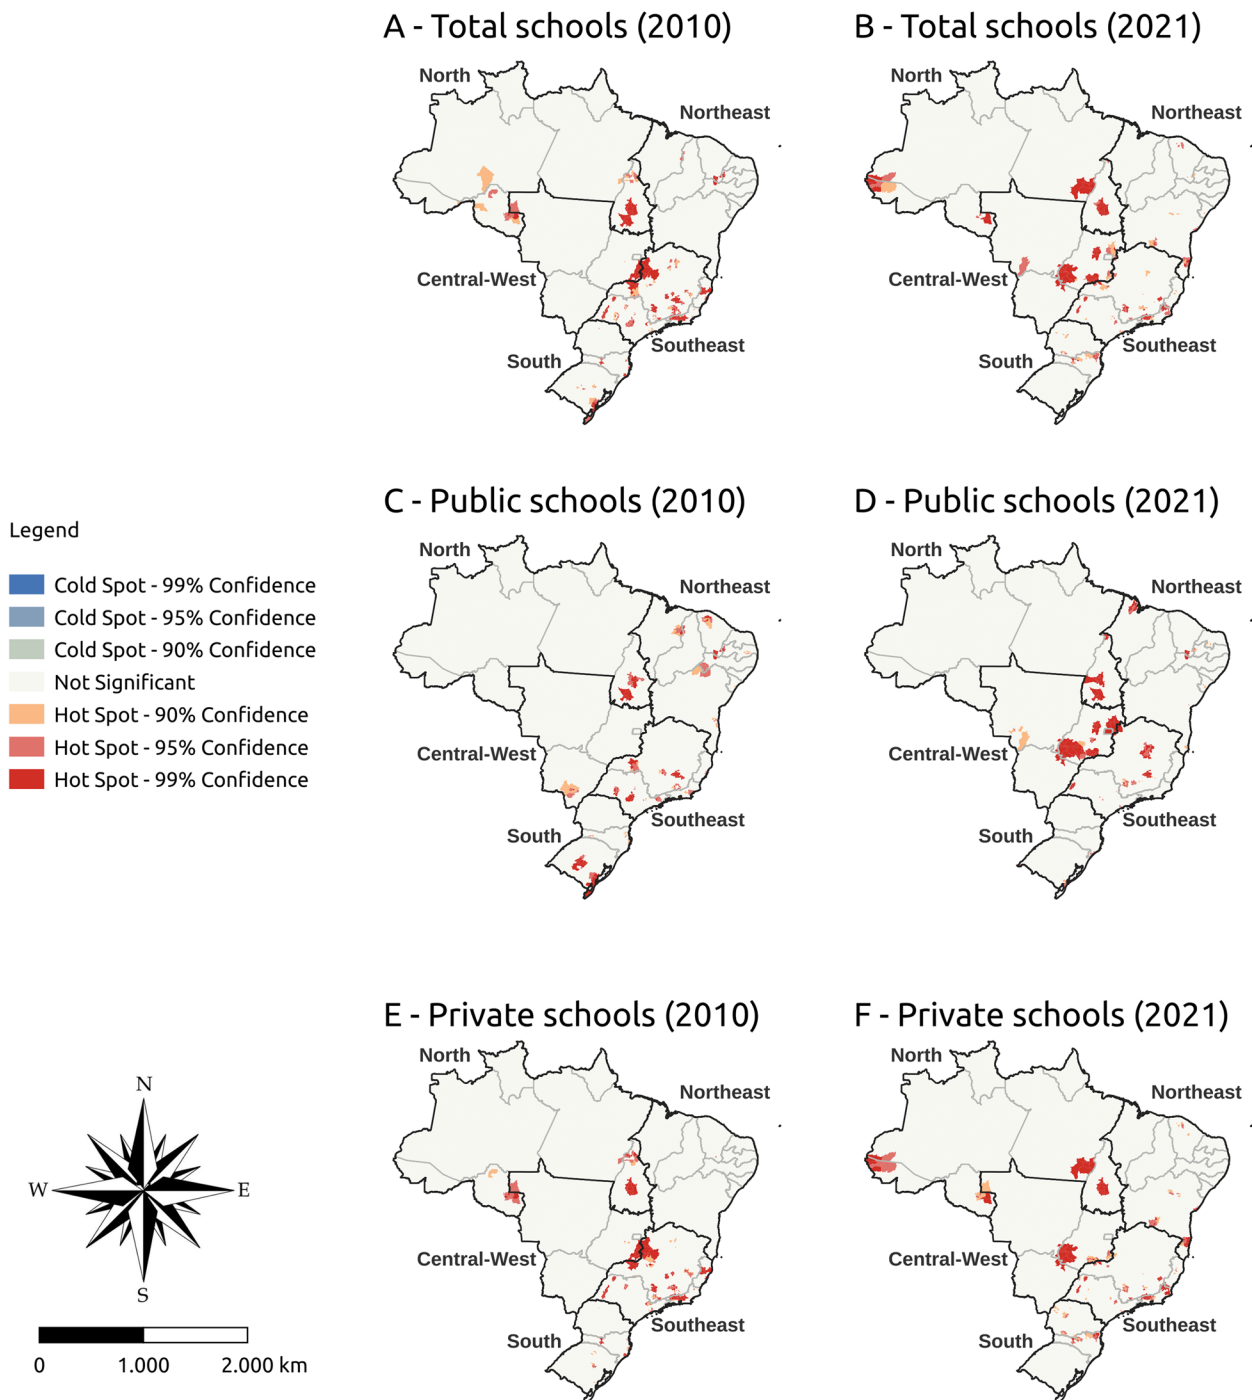 A - Total schools (2010)
B - Total schools (2021)
North
Northeast
Central-West
Southeast
South
North
Northeast
Central-West
Southeast
South
C - Public schools (2010)
D - Public schools (2021)
Legend
Cold Spot - 99% Confidence
Cold Spot - 95% Confidence
Cold Spot - 90% Confidence
Not Significant
Hot Spot - 90% Confidence
Hot Spot - 95% Confidence
Hot Spot - 99% Confidence
North
Northeast
Central-West
Southeast
South
North
Northeast
Central-West
Southeast
South
E - Private schools (2010)
F - Private schools (2021)
North
Northeast
Central-West
Southeast
South
North
Northeast
Central-West
Southeast
South
N
W
E
S
0 1.000 2.000 km